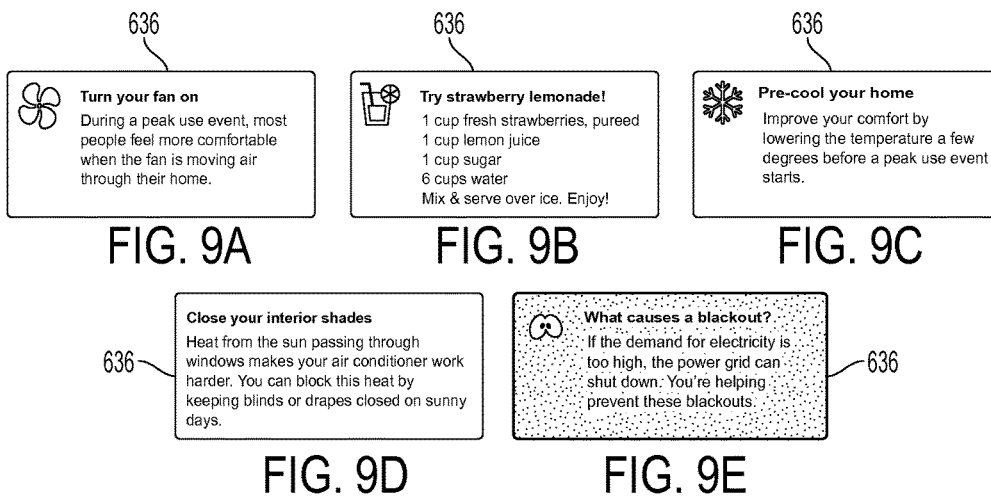 636
636
636
Turn your fan on
During a peak use event, most
people feel more comfortable
when the fan is moving air
through their home.
FIG. 9A
Try strawberry lemonade!
1 cup fresh strawberries, pureed
1 cup lemon juice
1 cup sugar
6 cups water
Mix & serve over ice. Enjoy!
FIG. 9B
Pre-cool your home
Improve your comfort by
lowering the temperature a few
degrees before a peak use event
starts.
FIG. 9C
636
Close your interior shades
Heat from the sun passing through
windows makes your air conditioner work
harder. You can block this heat by
keeping blinds or drapes closed on sunny
days.
FIG. 9D
What causes a blackout?
If the demand for electricity is
too high, the power grid can
shut down. You're helping
prevent these blackouts.
636
FIG. 9E